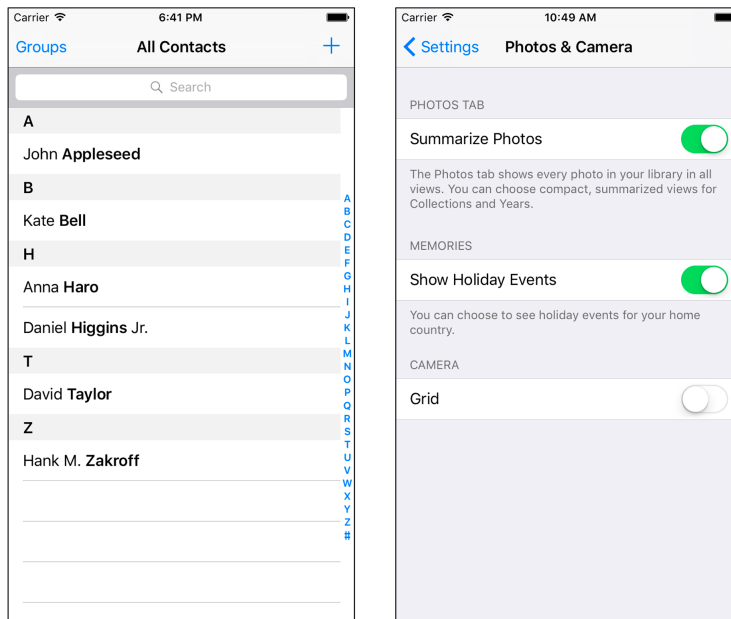 Carrier 6:41 PM
Groups All Contacts +
Search
A
John Appleseed
B
Kate Bell
H
Anna Haro
Daniel Higgins Jr.
T
David Taylor
Z
Hank M. Zakroff
A
B
C
D
E
F
G
H
I
J
K
L
M
N
O
P
Q
R
S
T
U
V
W
X
Y
Z
#
Carrier 10:49 AM
Settings Photos & Camera
PHOTOS TAB
Summarize Photos
The Photos tab shows every photo in your library in all
views. You can choose compact, summarized views for
Collections and Years.
MEMORIES
Show Holiday Events
You can choose to see holiday events for your home
country.
CAMERA
Grid